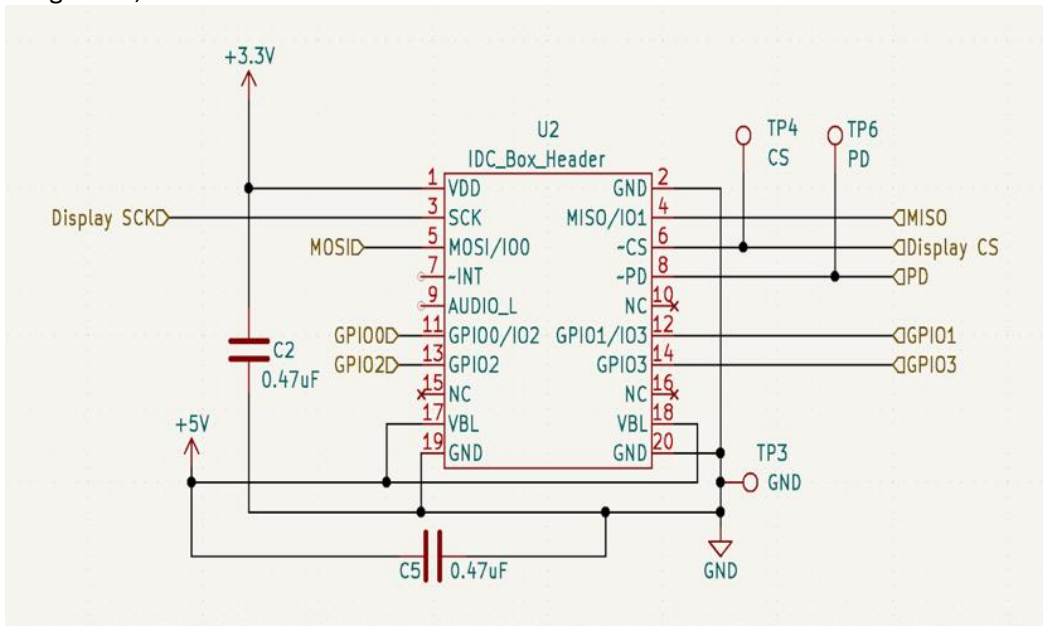 +3.3V
U2
IDC_Box_Header
TP4
CS
TP6
PD
1 VDD GND 2
Display SCK 3 SCK MISO/IO1 4 MISO
MOSI 5 MOSI/IO0 ~CS 6 Display CS
7 ~INT ~PD 8 PD
9 AUDIO_L NC 10
GPIO0 11 GPIO0/IO2 GPIO1/IO3 12 GPIO1
GPIO2 13 GPIO2 GPIO3 14 GPIO3
15 NC NC 16
17 VBL VBL 18
19 GND GND 20
C2
0.47uF
+5V
TP3
GND
C5 0.47uF
GND